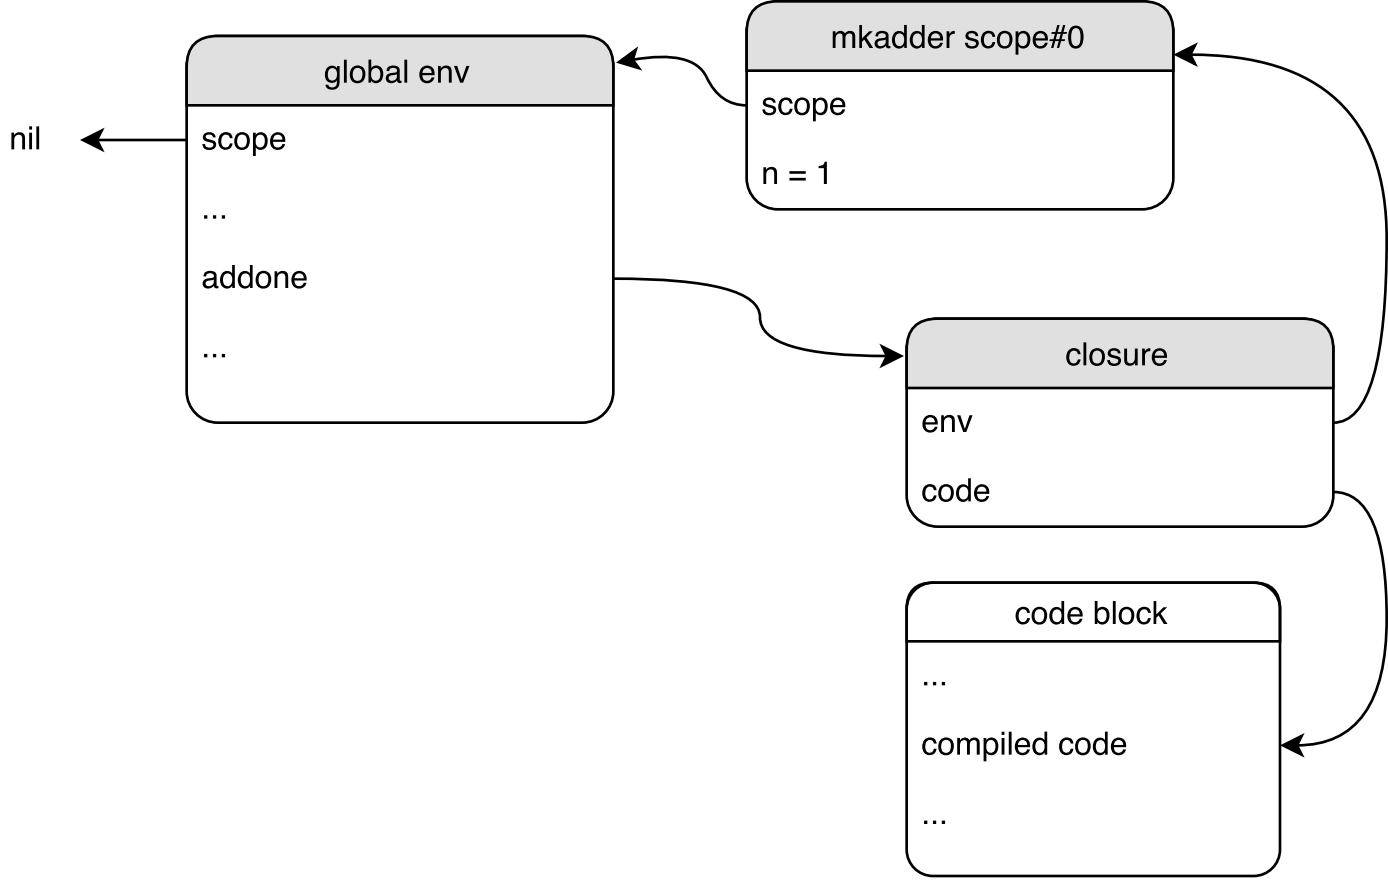 mkadder scope#0
scope
n = 1
global env
nil
scope
...
addone
...
closure
env
code
code block
...
compiled code
...